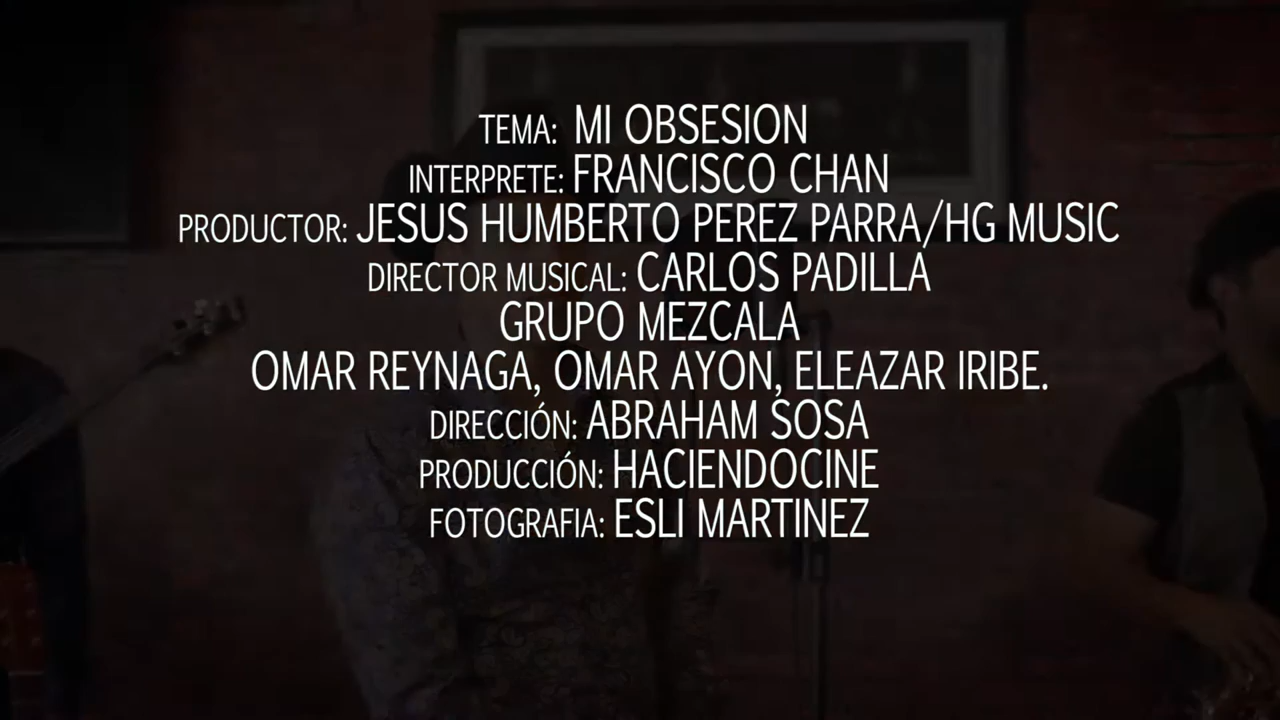 TEMA: MI OBSESION
INTERPRETE: FRANCISCO CHAN
PRODUCTOR: JESUS HUMBERTO PEREZ PARRA/HG MUSIC
DIRECTOR MUSICAL: CARLOS PADILLA
GRUPO MEZCALA
OMAR REYNAGA, OMAR AYON, ELEAZAR IRIBE.
DIRECCIÓN: ABRAHAM SOSA
PRODUCCIÓN: HACIENDOCINE
FOTOGRAFIA: ESLI MARTINEZ